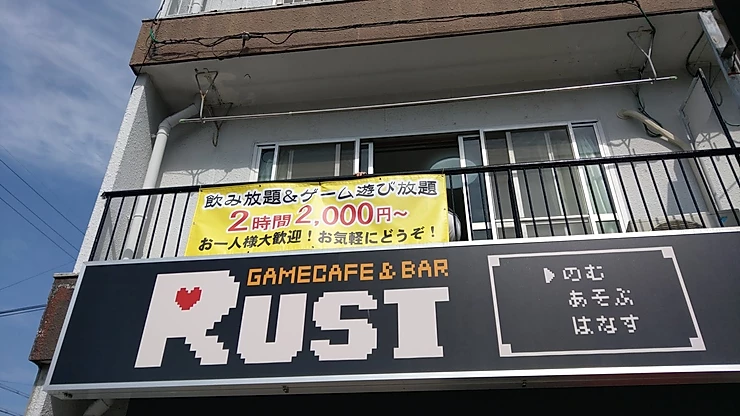 飲み放題&ゲーム遊び放題
2時間2,000円~
お一人様大歓迎!お気軽にどうぞ!
GAMECAFE & BAR
RUST
▶のむ
あそぶ
はなす